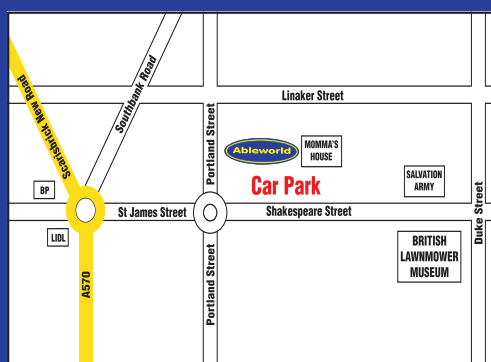 Linaker Street
Southbank Road
Scarisbrick New Road
Portland Street
Ableworld
MOMMA'S
HOUSE
Car Park
SALVATION
ARMY
BP
St James Street
Shakespeare Street
Duke Street
LIDL
BRITISH
LAWNMOWER
MUSEUM
A570
Portland Street